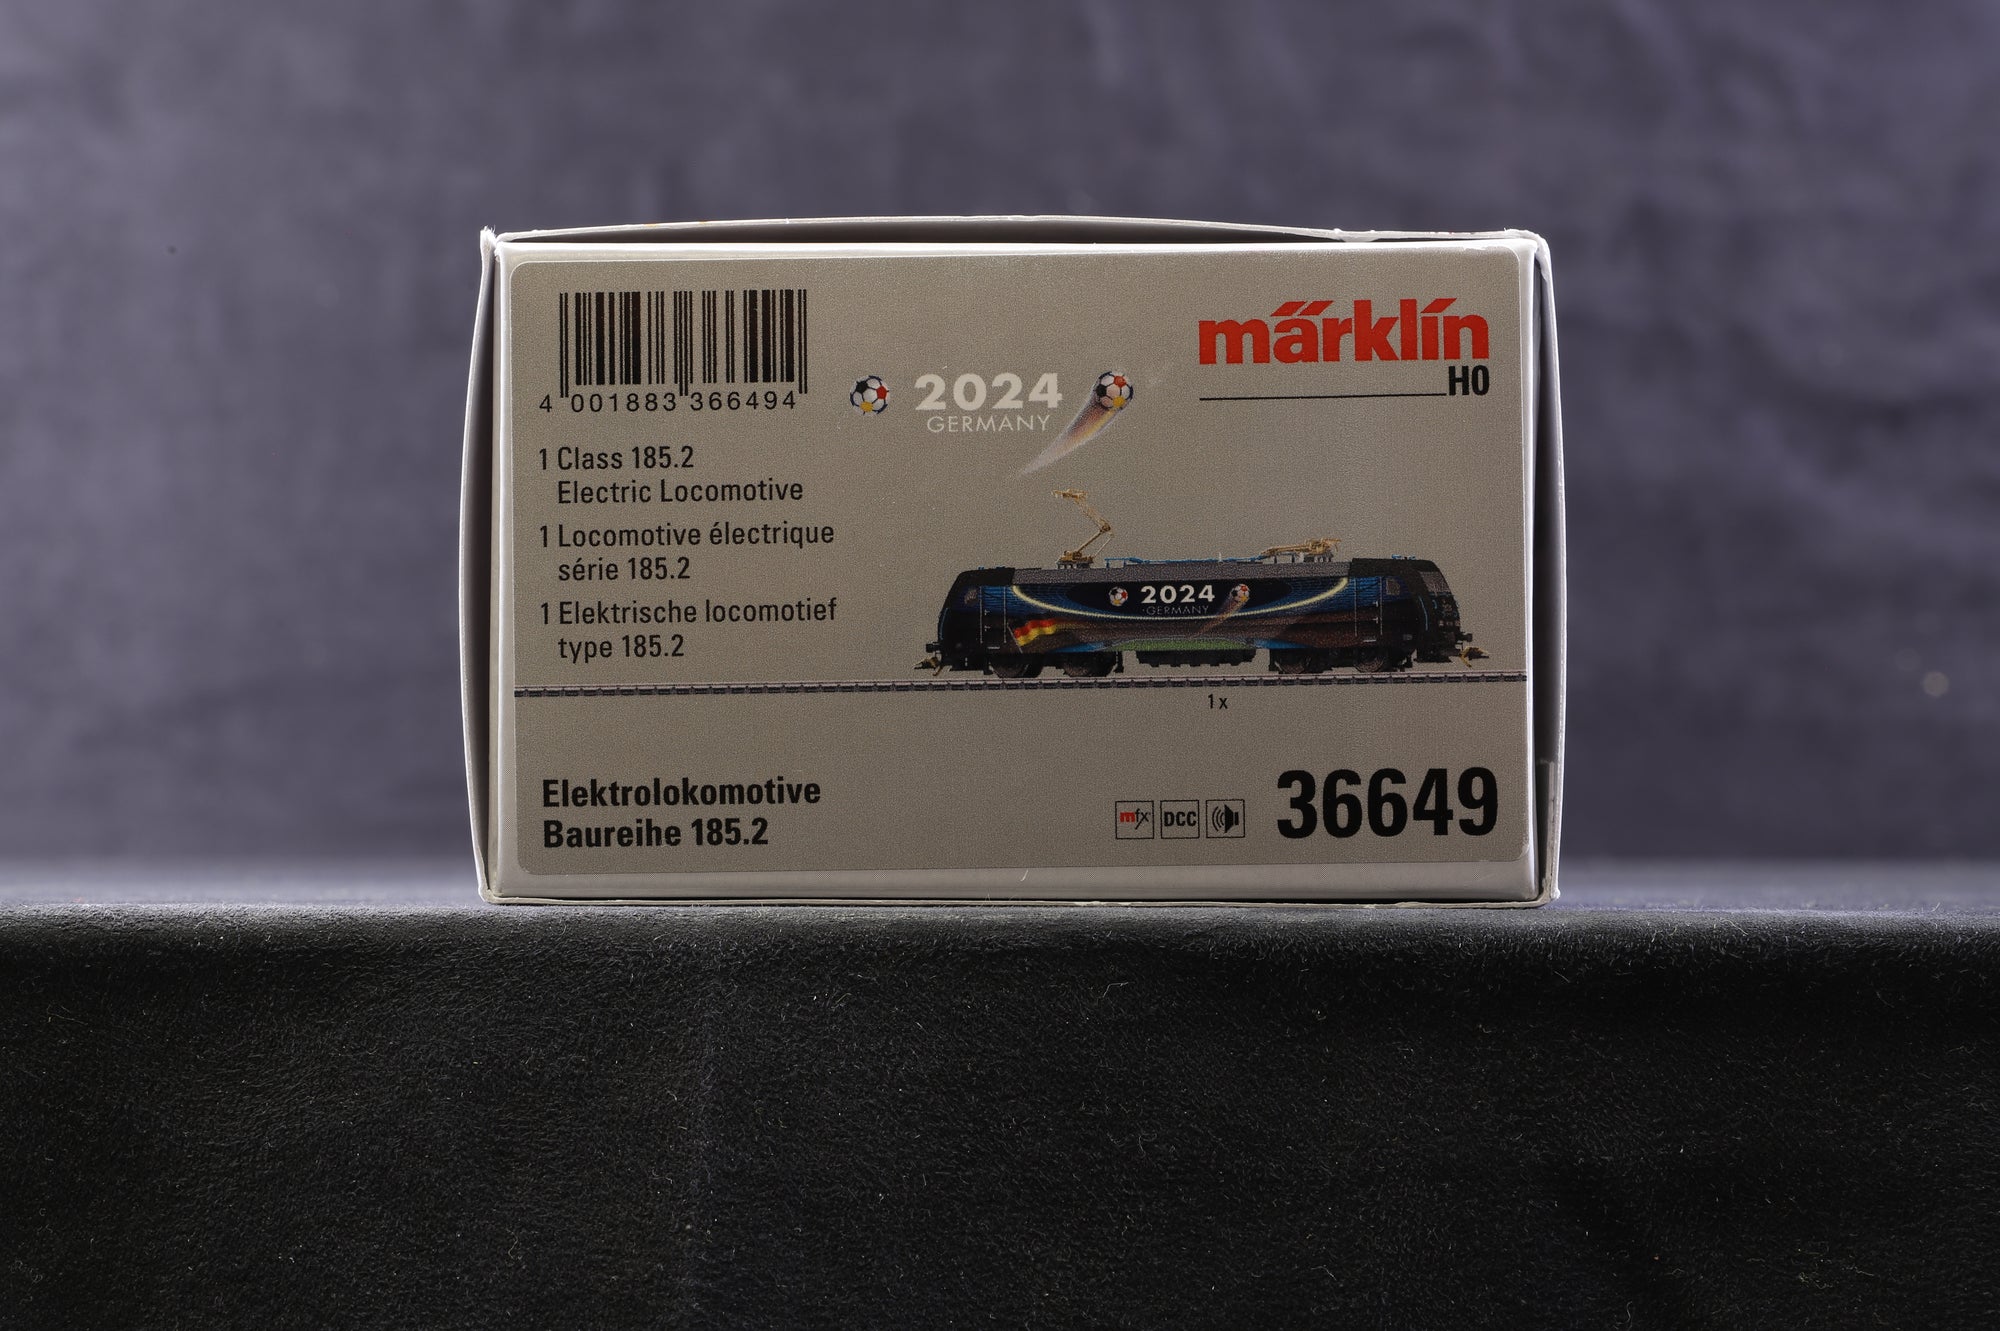 4 001883 366494
2024
GERMANY
märklin
H0
1 Class 185.2
Electric Locomotive
1 Locomotive électrique
série 185.2
1 Elektrische locomotief
type 185.2
2024
GERMANY
1 x
Elektrolokomotive
Baureihe 185.2
mfx
DCC
36649